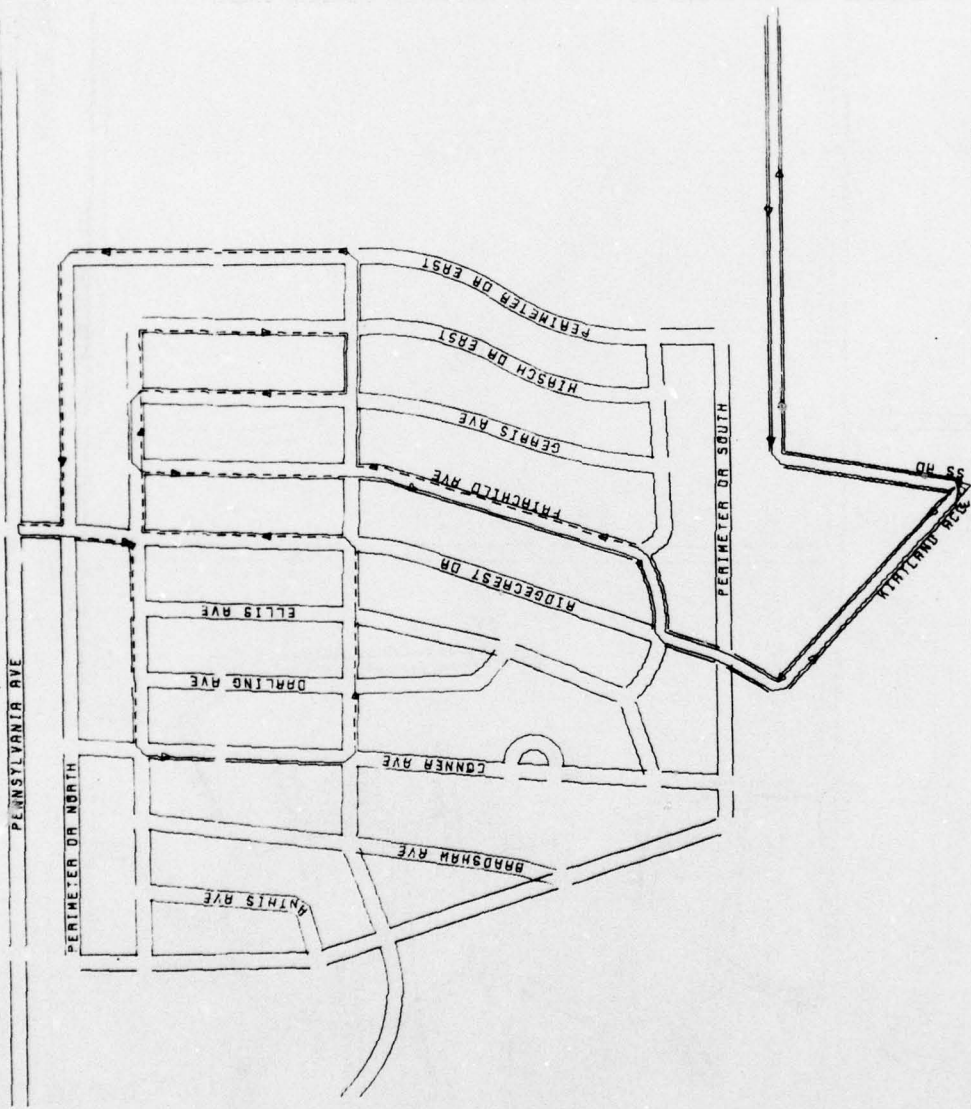 PERIMETER DR EAST
HIRSCH DR EAST
GERRIS AVE
FAIRCHILD AVE
RIDGECREST DR
ELLIS AVE
DARLING AVE
CONNER AVE
BRADSHAW AVE
ANTHIS AVE
PENNSYLVANIA AVE
PERIMETER DR NORTH
PERIMETER DR SOUTH
KIRTLAND
SS RD